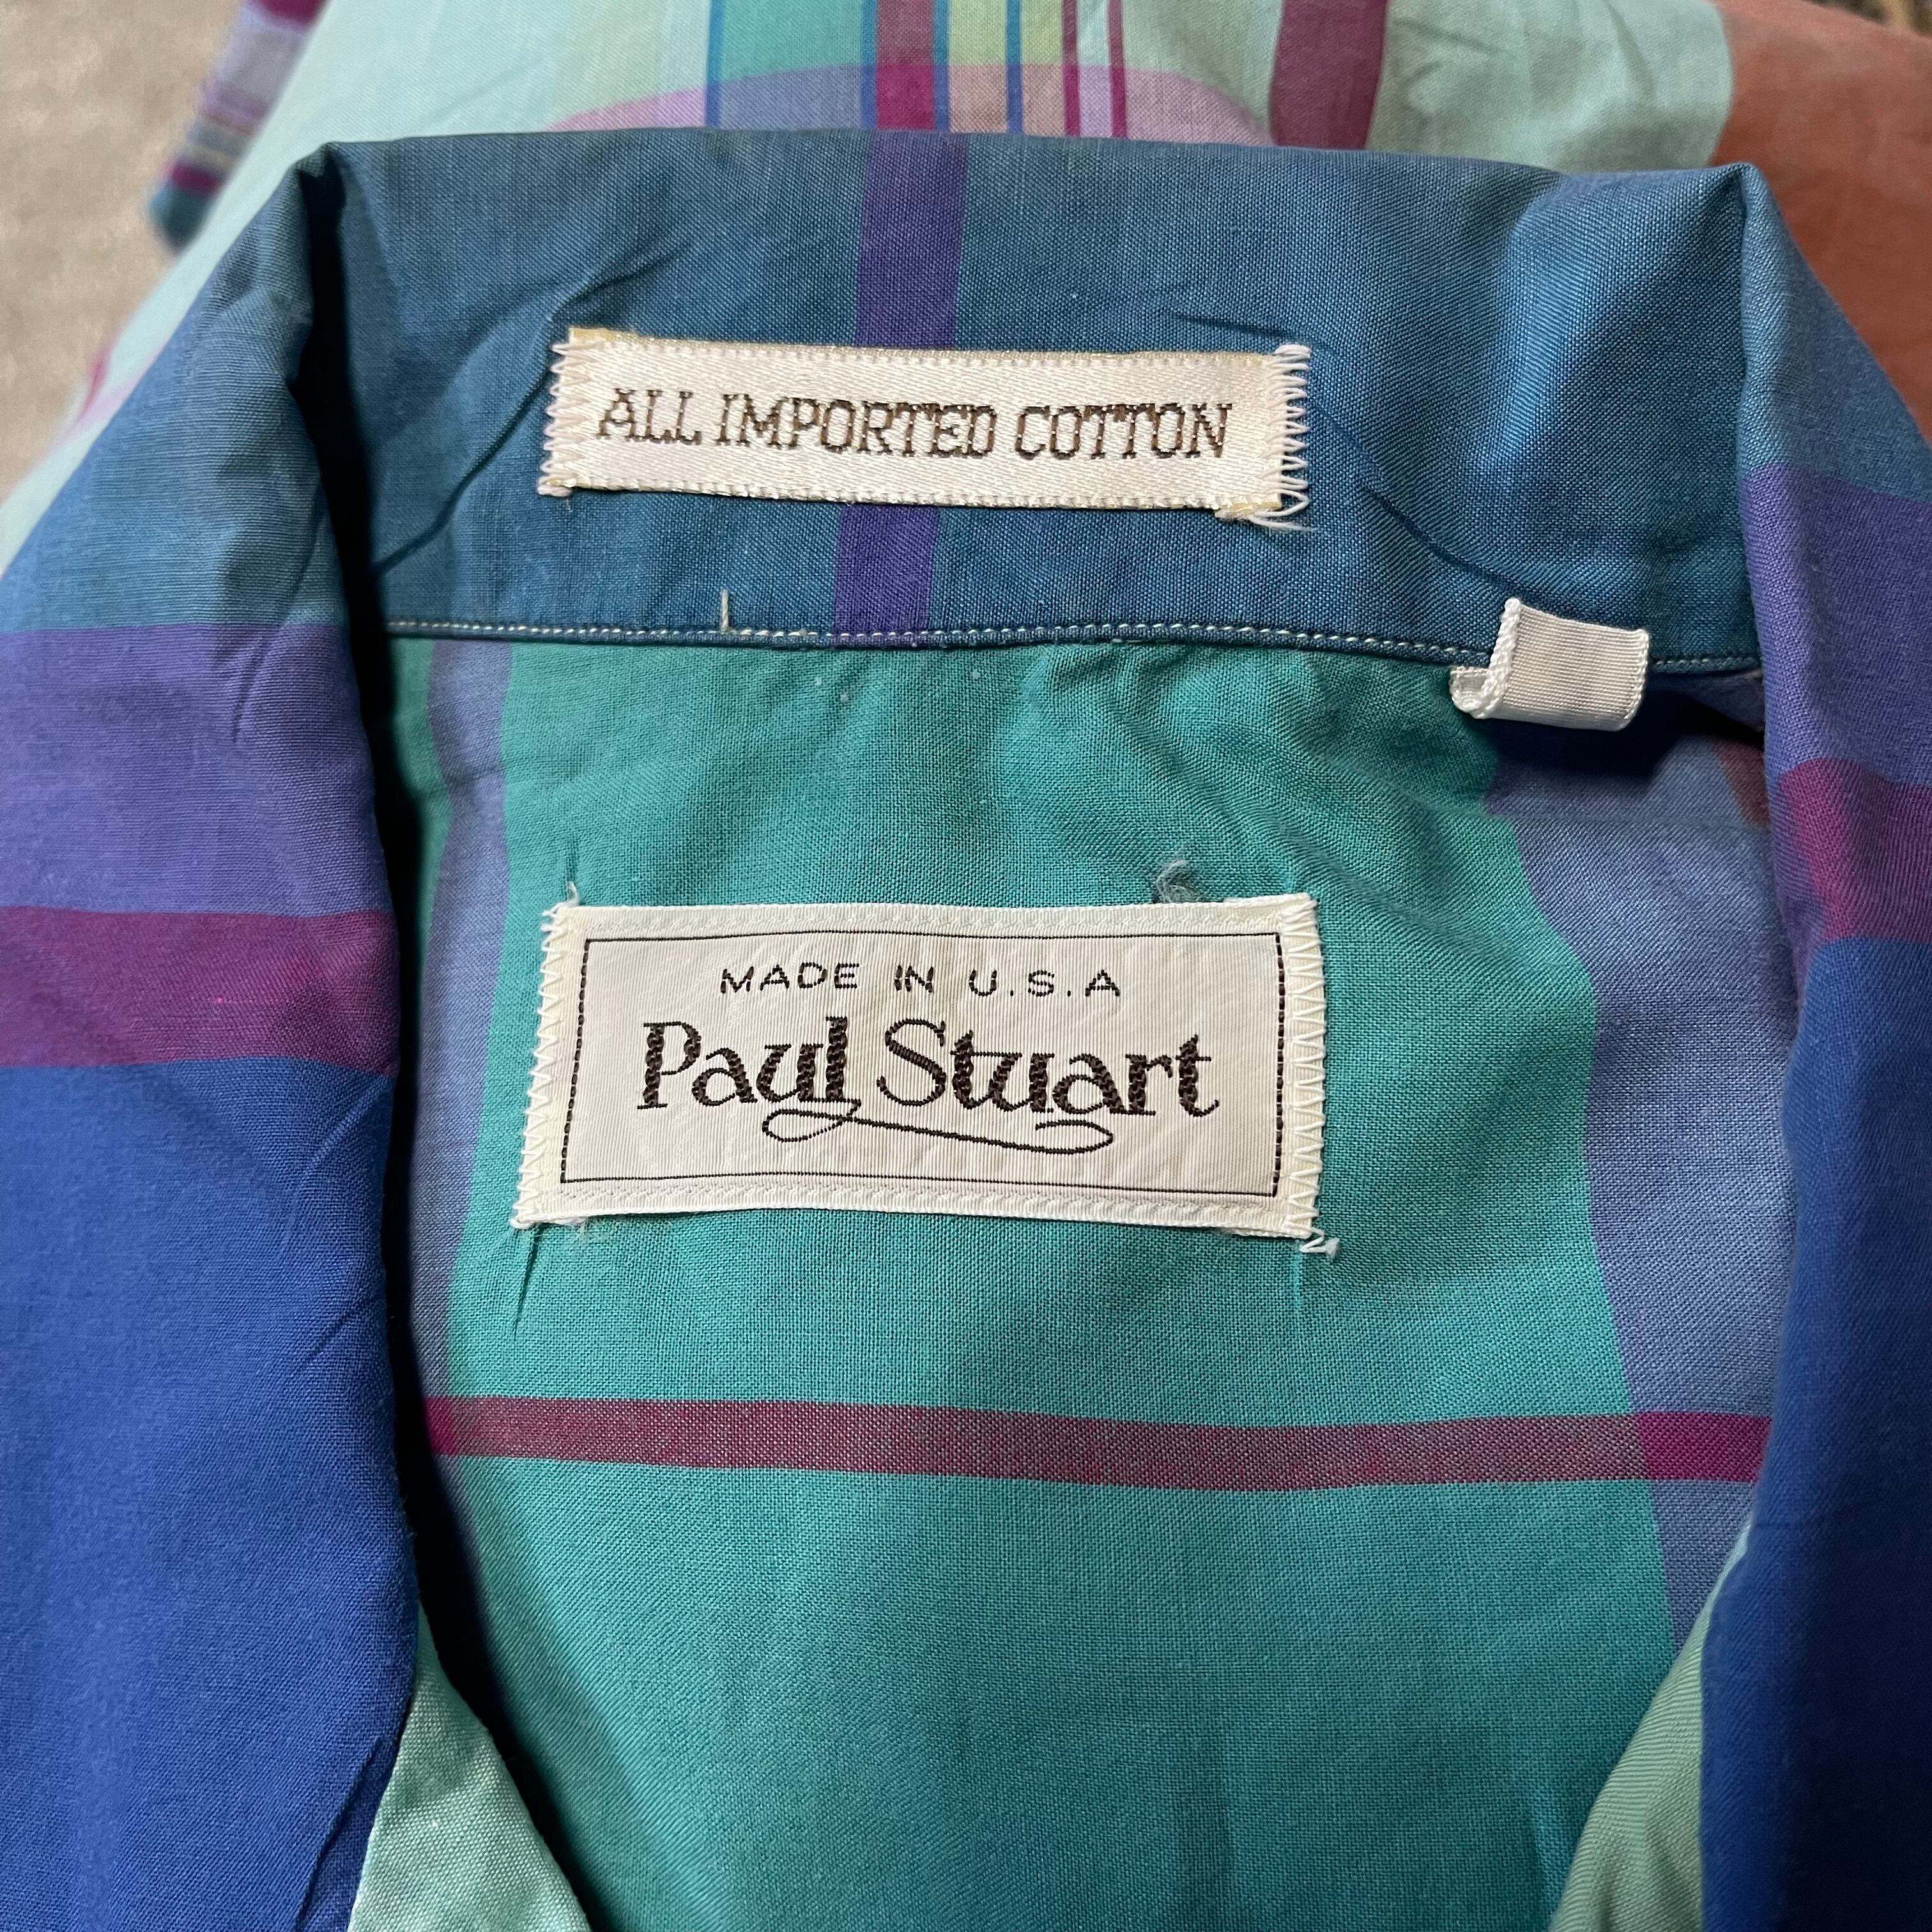 ALL IMPORTED COTTON
MADE IN U.S.A
Paul Stuart